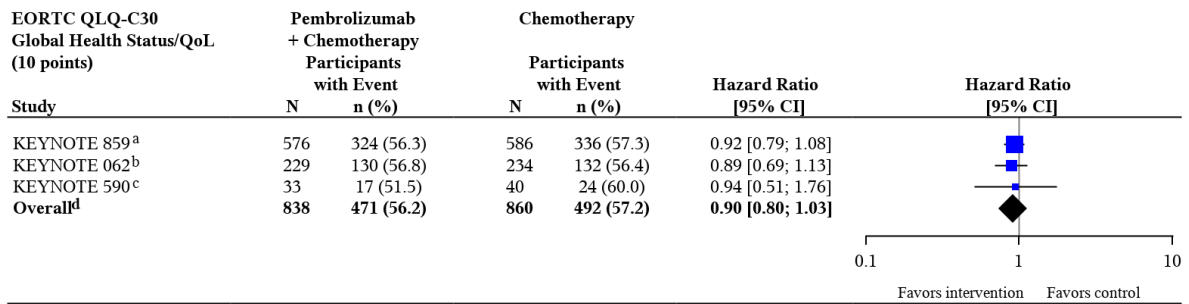 EORTC QLQ-C30 Pembrolizumab Chemotherapy
Global Health Status/QoL + Chemotherapy
(10 points) Participants Participants
with Event with Event Hazard Ratio Hazard Ratio
Study N n (%) N n (%) [95% CI] [95% CI]
KEYNOTE 859 a 576 324 (56.3) 586 336 (57.3) 0.92 [0.79; 1.08]
KEYNOTE 062 b 229 130 (56.8) 234 132 (56.4) 0.89 [0.69; 1.13]
KEYNOTE 590 c 33 17 (51.5) 40 24 (60.0) 0.94 [0.51; 1.76]
Overall d 838 471 (56.2) 860 492 (57.2) 0.90 [0.80; 1.03]
0.1 1 10
Favors intervention Favors control